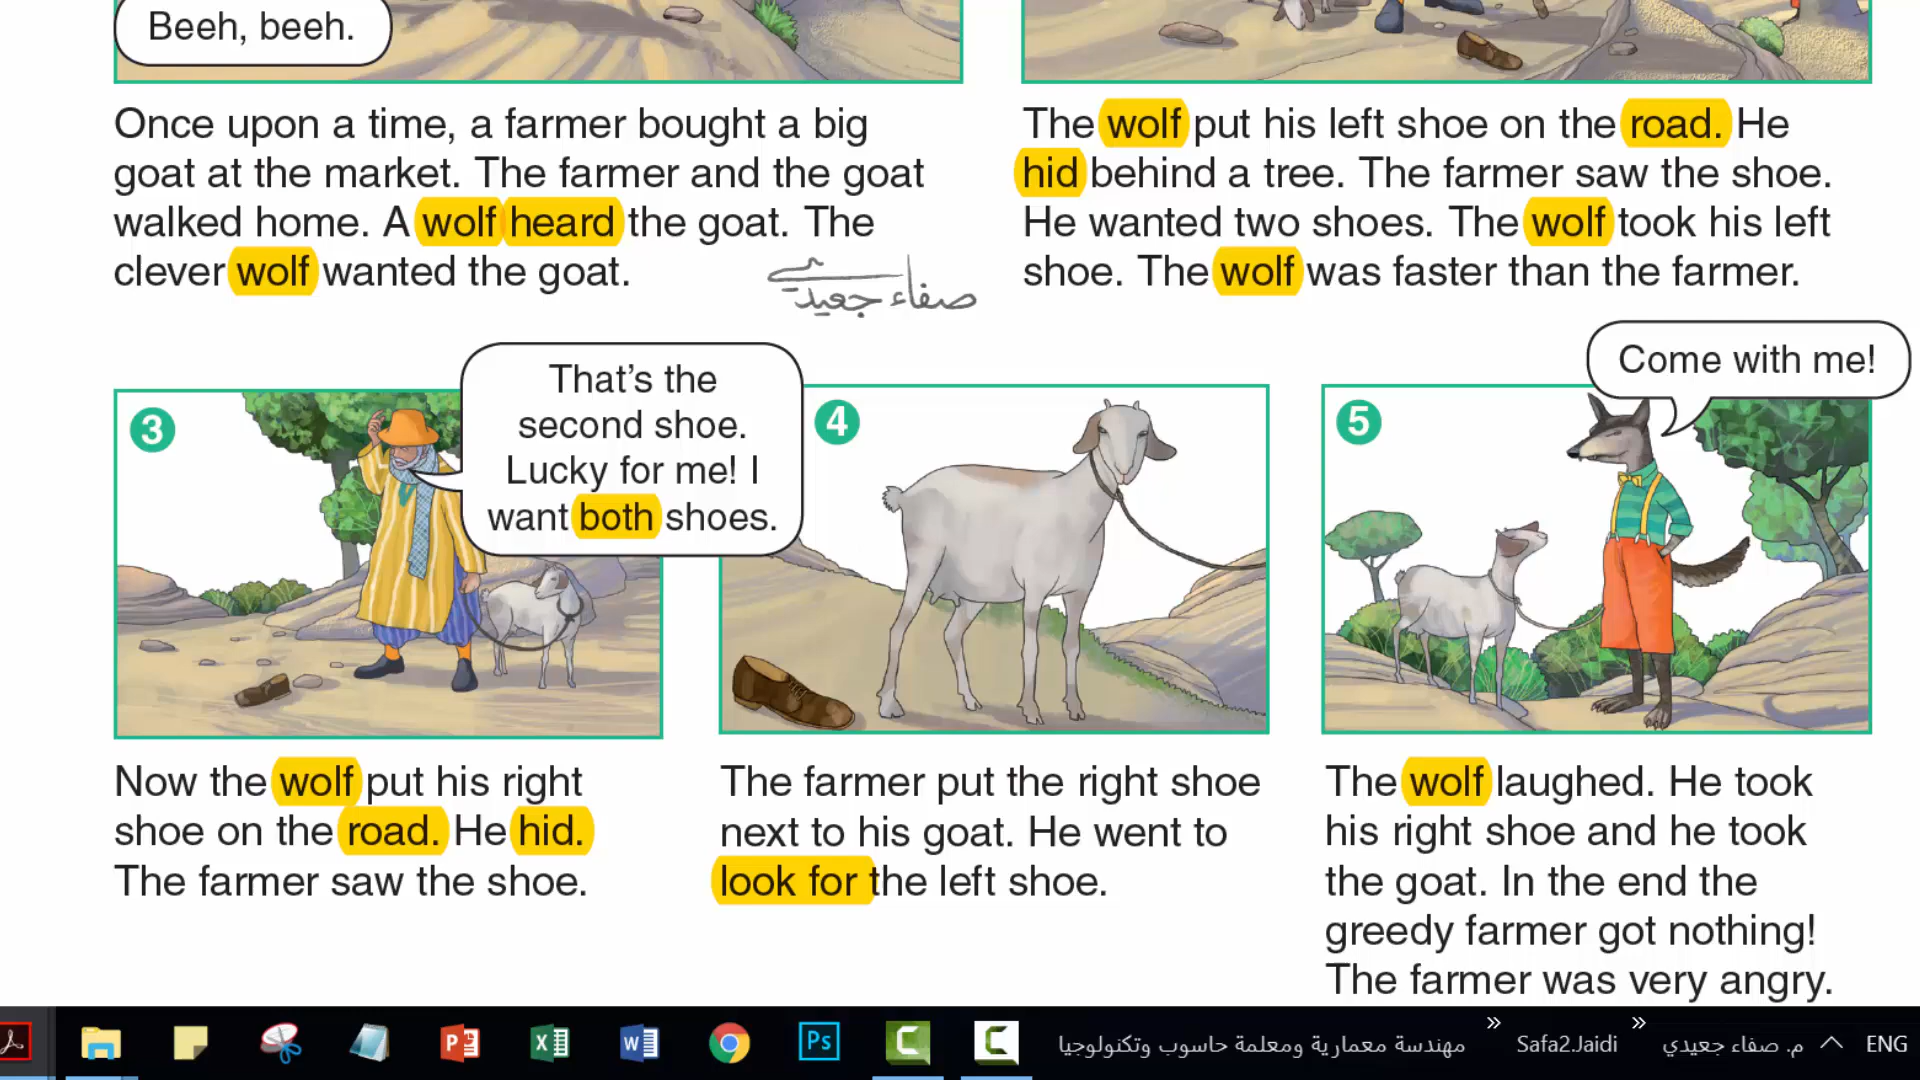 Beeh, beeh.
Once upon a time, a farmer bought a big
goat at the market. The farmer and the goat
walked home. A wolf heard the goat. The
clever wolf wanted the goat.
صفاء جعيدي
The wolf put his left shoe on the road. He
hid behind a tree. The farmer saw the shoe.
He wanted two shoes. The wolf took his left
shoe. The wolf was faster than the farmer.
3
That’s the
second shoe.
Lucky for me! I
want both shoes.
Now the wolf put his right
shoe on the road. He hid.
The farmer saw the shoe.
4
The farmer put the right shoe
next to his goat. He went to
look for the left shoe.
5
Come with me!
The wolf laughed. He took
his right shoe and he took
the goat. In the end the
greedy farmer got nothing!
The farmer was very angry.
Ps
مهندسة معمارية ومعلمة حاسوب وتكنولوجيا
Safa2.Jaidi
م. صفاء جعيدي
ENG